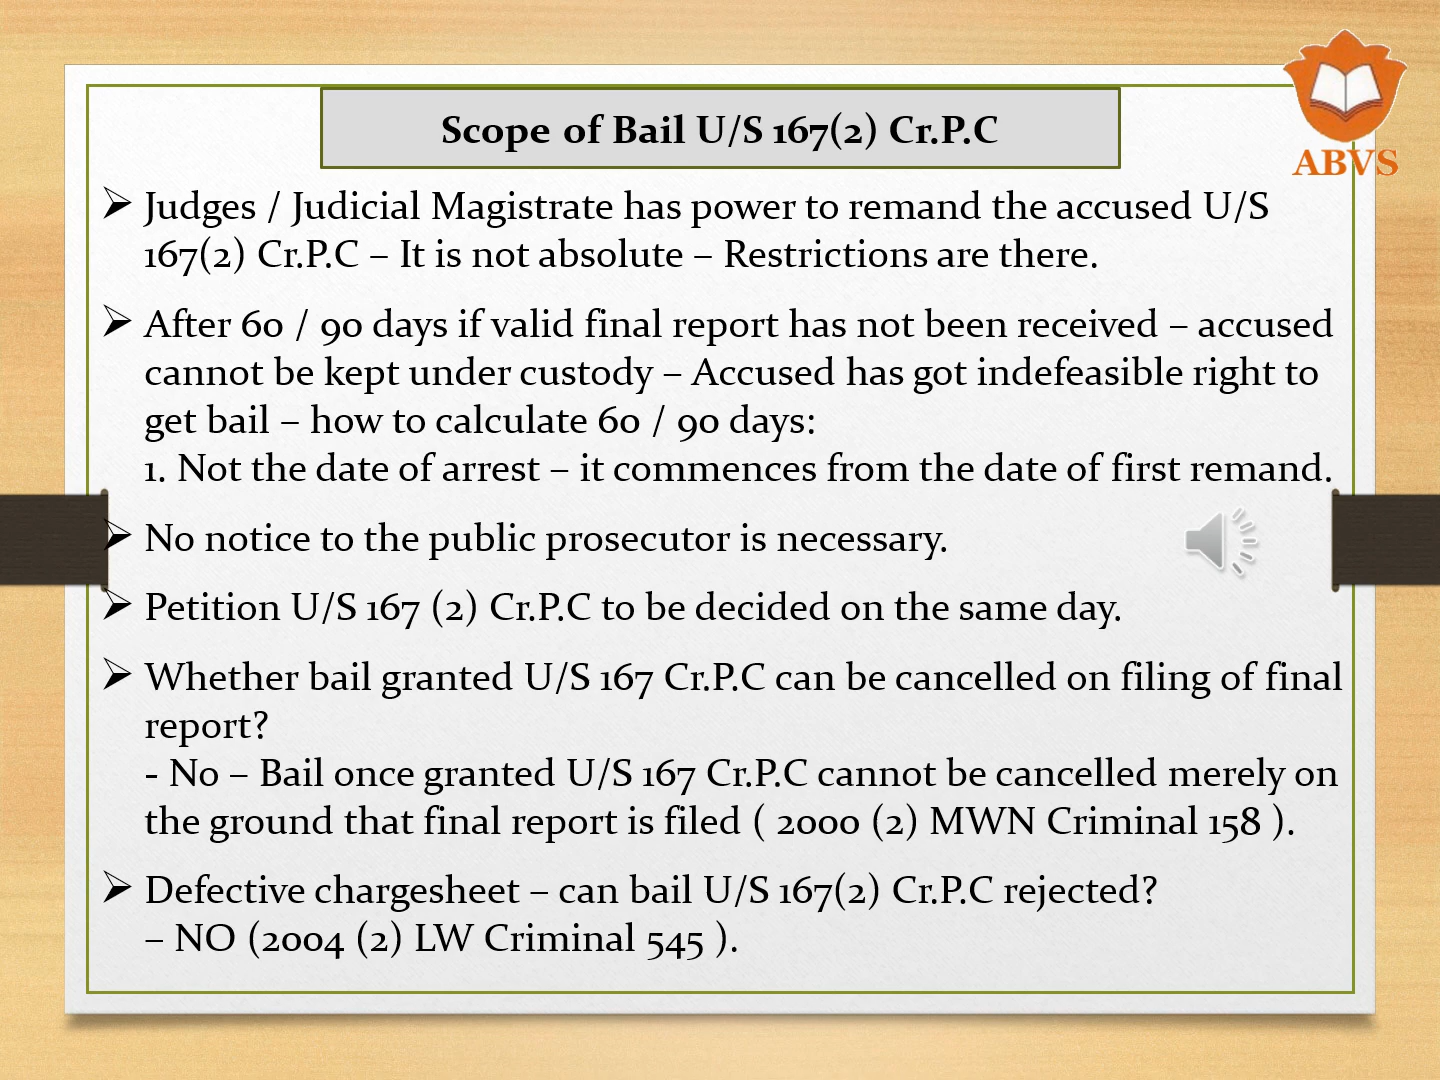 ABVS
Scope of Bail U/S 167(2) Cr.P.C
➢ Judges / Judicial Magistrate has power to remand the accused U/S
167(2) Cr.P.C – It is not absolute – Restrictions are there.
➢ After 60 / 90 days if valid final report has not been received – accused
cannot be kept under custody – Accused has got indefeasible right to
get bail – how to calculate 60 / 90 days:
1. Not the date of arrest – it commences from the date of first remand.
➢ No notice to the public prosecutor is necessary.
➢ Petition U/S 167 (2) Cr.P.C to be decided on the same day.
➢ Whether bail granted U/S 167 Cr.P.C can be cancelled on filing of final
report?
- No – Bail once granted U/S 167 Cr.P.C cannot be cancelled merely on
the ground that final report is filed ( 2000 (2) MWN Criminal 158 ).
➢ Defective chargesheet – can bail U/S 167(2) Cr.P.C rejected?
– NO (2004 (2) LW Criminal 545 ).